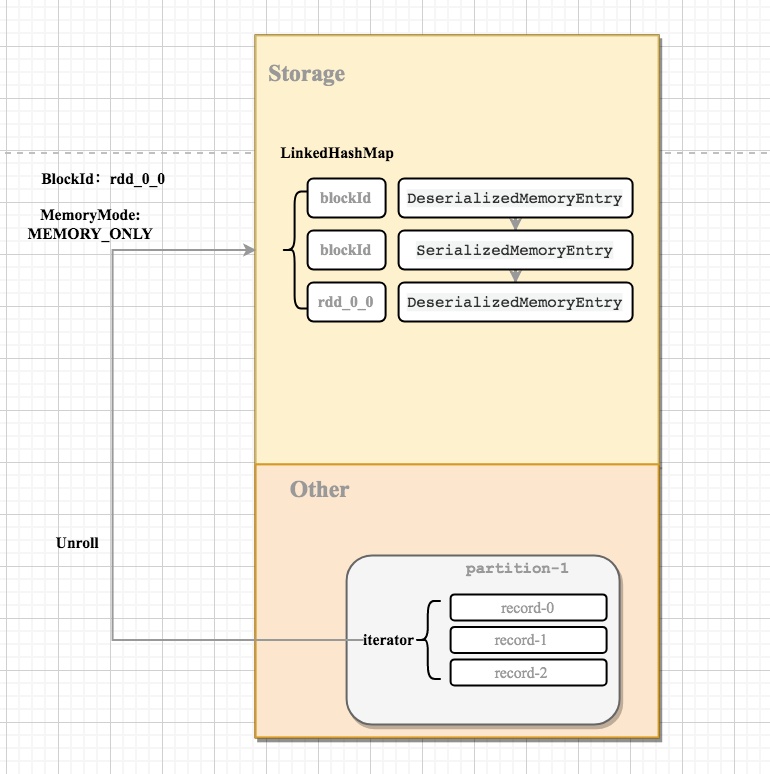 Storage
LinkedHashMap
BlockId：rdd_0_0
blockId
DeserializedMemoryEntry
MemoryMode:
MEMORY_ONLY
blockId
SerializedMemoryEntry
rdd_0_0
DeserializedMemoryEntry
Other
Unroll
partition-1
record-0
iterator
record-1
record-2